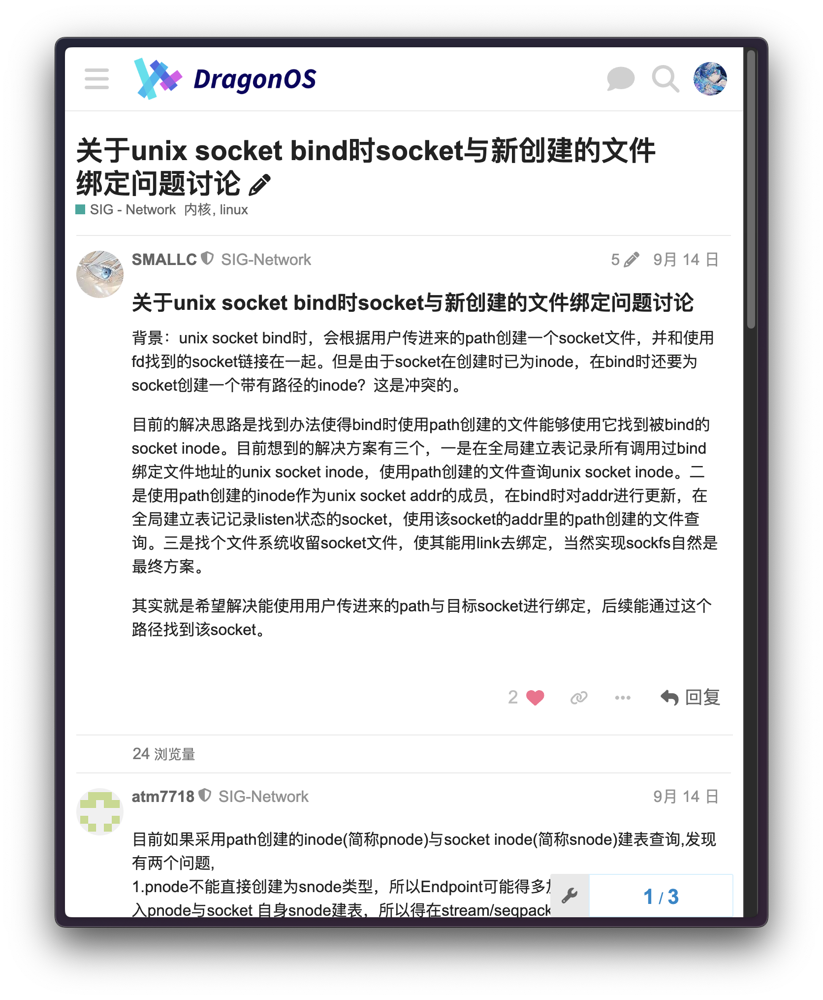 DragonOS
关于unix socket bind时socket与新创建的文件
绑定问题讨论
SIG - Network 内核, linux
SMALLC SIG-Network 5 9月 14 日
关于unix socket bind时socket与新创建的文件绑定问题讨论
背景：unix socket bind时，会根据用户传进来的path创建一个socket文件，并和使用
fd找到的socket链接在一起。但是由于socket在创建时已为inode，在bind时还要为
socket创建一个带有路径的inode？这是冲突的。
目前的解决思路是找到办法使得bind时使用path创建的文件能够使用它找到被bind的
socket inode。目前想到的解决方案有三个，一是在全局建立表记录所有调用过bind
绑定文件地址的unix socket inode，使用path创建的文件查询unix socket inode。二
是使用path创建的inode作为unix socket addr的成员，在bind时对addr进行更新，在
全局建立表记记录listen状态的socket，使用该socket的addr里的path创建的文件查
询。三是找个文件系统收留socket文件，使其能用link去绑定，当然实现sockfs自然是
最终方案。
其实就是希望解决能使用用户传进来的path与目标socket进行绑定，后续能通过这个
路径找到该socket。
2 回复
24 浏览量
atm7718 SIG-Network 9月 14 日
目前如果采用path创建的inode(简称pnode)与socket inode(简称snode)建表查询,发现
有两个问题,
1.pnode不能直接创建为snode类型，所以Endpoint可能得多
入pnode与socket 自身snode建表，所以得在stream/seqpack
1 / 3